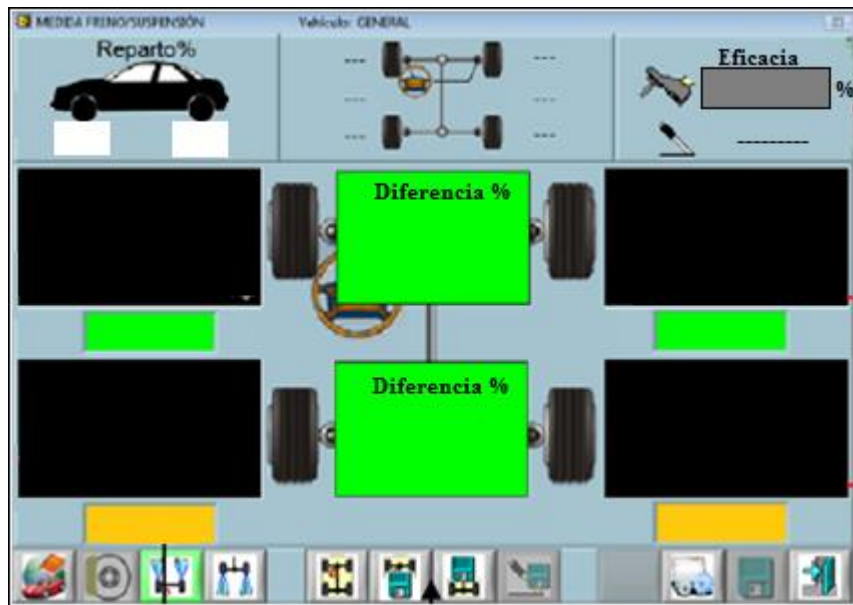 MEDIDA FRENO/SUSPENSIÓN Vehículo: GENERAL
Reparto%
--- ---
Eficacia
%
--- ---
--- ---
---------
Diferencia %
Diferencia %